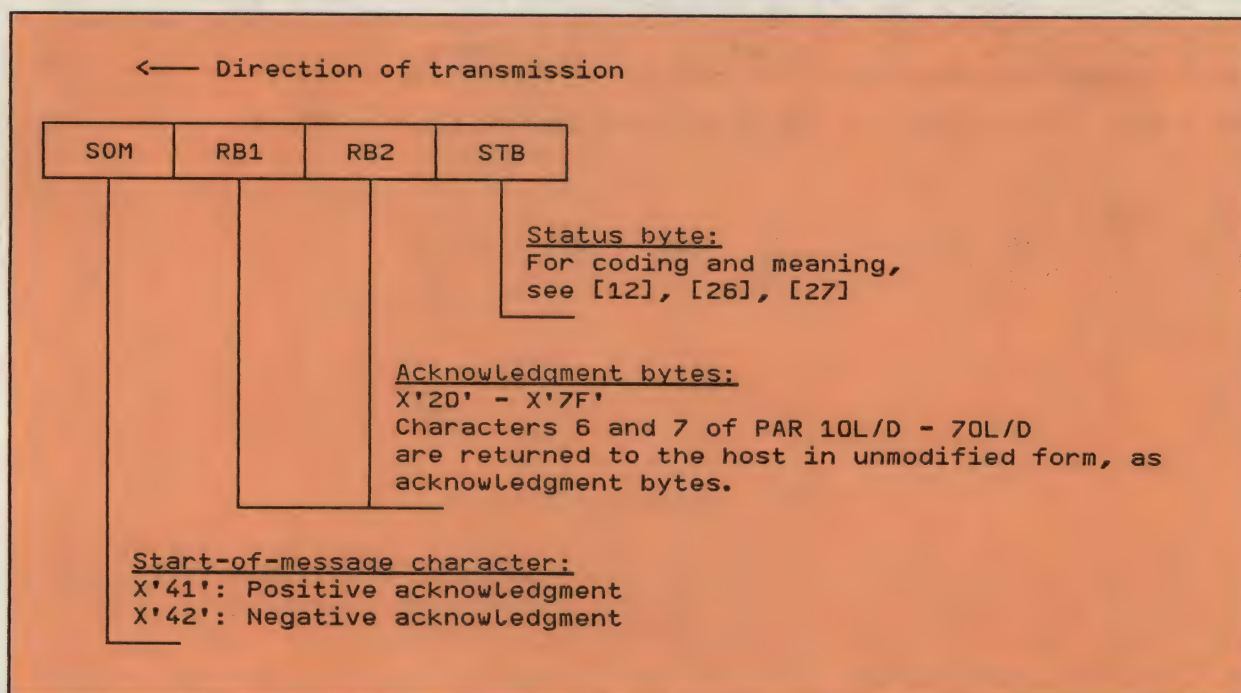 <—— Direction of transmission
SOM RB1 RB2 STB
Status byte:
For coding and meaning,
see [12], [26], [27]
Acknowledgment bytes:
X'20' - X'7F'
Characters 6 and 7 of PAR 10L/D - 70L/D
are returned to the host in unmodified form, as
acknowledgment bytes.
Start-of-message character:
X'41': Positive acknowledgment
X'42': Negative acknowledgment